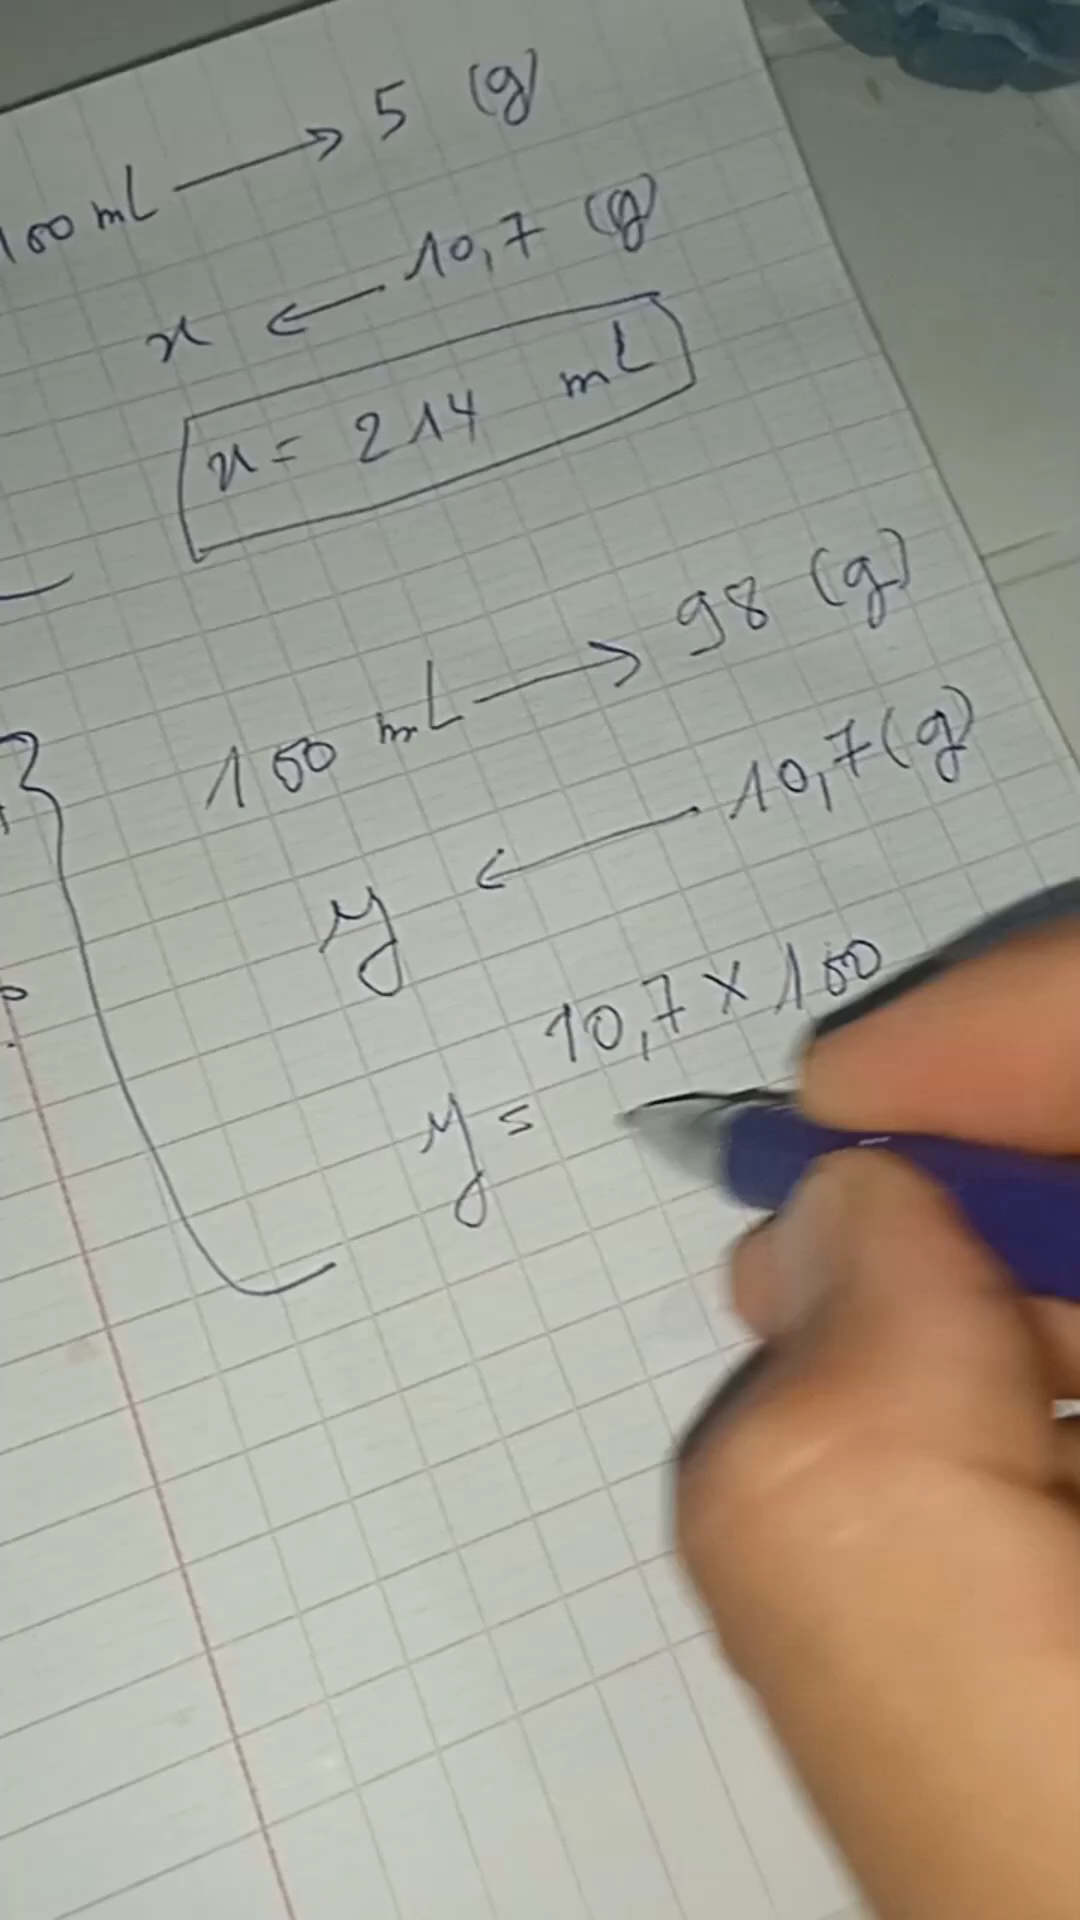 100 mL → 5 (g)
x ← 10,7 (g)
x = 214 mL
100 mL → 98 (g)
y ← 10,7 (g)
10,7 x 100
y =